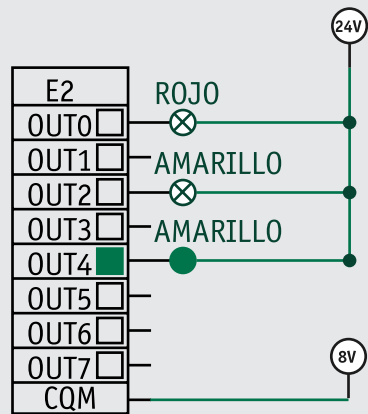 24V
E2
ROJO
OUT0
OUT1
AMARILLO
OUT2
OUT3
AMARILLO
OUT4
OUT5
OUT6
OUT7
8V
CQM